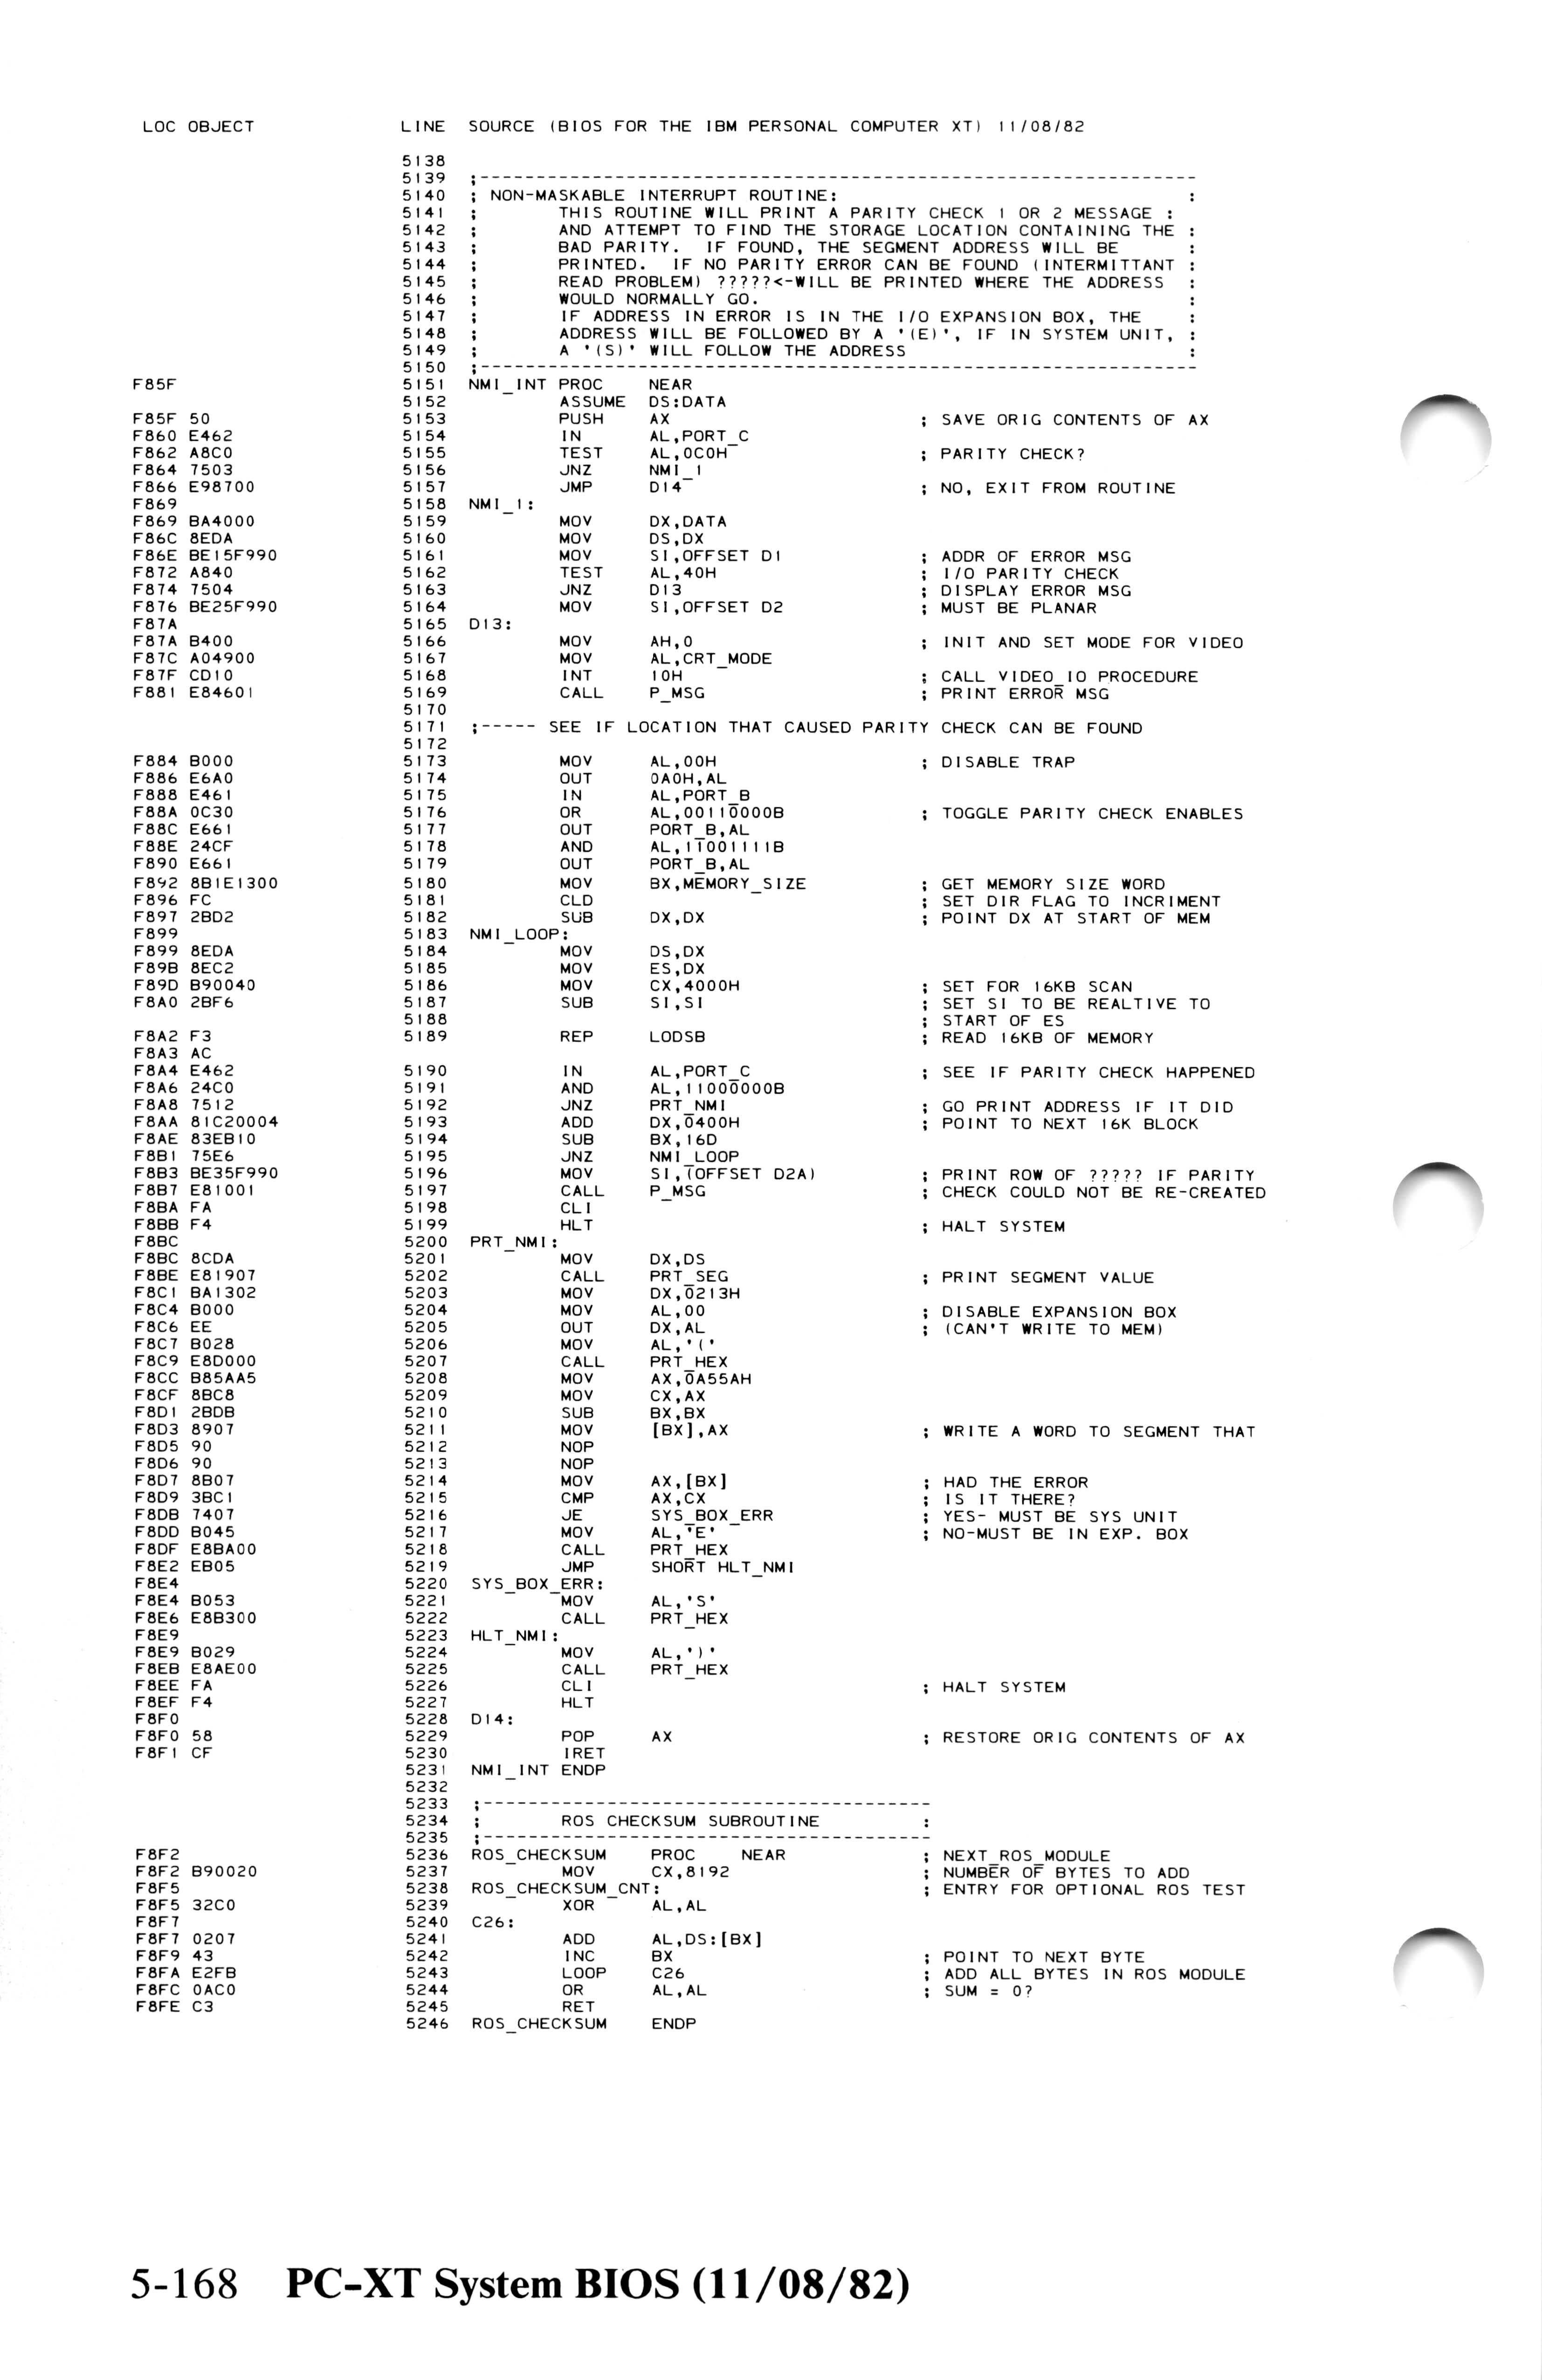 LOC OBJECT LINE SOURCE (BIOS FOR THE IBM PERSONAL COMPUTER XT) 11/08/82
5138
5139 ;----------------------------------------------------------------
5140 ; NON-MASKABLE INTERRUPT ROUTINE: :
5141 ; THIS ROUTINE WILL PRINT A PARITY CHECK 1 OR 2 MESSAGE :
5142 ; AND ATTEMPT TO FIND THE STORAGE LOCATION CONTAINING THE :
5143 ; BAD PARITY. IF FOUND, THE SEGMENT ADDRESS WILL BE :
5144 ; PRINTED. IF NO PARITY ERROR CAN BE FOUND (INTERMITTANT :
5145 ; READ PROBLEM) ?????<-WILL BE PRINTED WHERE THE ADDRESS :
5146 ; WOULD NORMALLY GO. :
5147 ; IF ADDRESS IN ERROR IS IN THE I/O EXPANSION BOX, THE :
5148 ; ADDRESS WILL BE FOLLOWED BY A '(E)', IF IN SYSTEM UNIT, :
5149 ; A '(S)' WILL FOLLOW THE ADDRESS :
5150 ;----------------------------------------------------------------
F85F 5151 NMI_INT PROC NEAR
5152 ASSUME DS:DATA
F85F 50 5153 PUSH AX ; SAVE ORIG CONTENTS OF AX
F860 E462 5154 IN AL,PORT_C
F862 A8C0 5155 TEST AL,0C0H ; PARITY CHECK?
F864 7503 5156 JNZ NMI_1
F866 E98700 5157 JMP D14 ; NO, EXIT FROM ROUTINE
F869 5158 NMI_1:
F869 BA4000 5159 MOV DX,DATA
F86C 8EDA 5160 MOV DS,DX
F86E BE15F990 5161 MOV SI,OFFSET D1 ; ADDR OF ERROR MSG
F872 A840 5162 TEST AL,40H ; I/O PARITY CHECK
F874 7504 5163 JNZ D13 ; DISPLAY ERROR MSG
F876 BE25F990 5164 MOV SI,OFFSET D2 ; MUST BE PLANAR
F87A 5165 D13:
F87A B400 5166 MOV AH,0 ; INIT AND SET MODE FOR VIDEO
F87C A04900 5167 MOV AL,CRT_MODE
F87F CD10 5168 INT 10H ; CALL VIDEO_IO PROCEDURE
F881 E84601 5169 CALL P_MSG ; PRINT ERROR MSG
5170
5171 ;----- SEE IF LOCATION THAT CAUSED PARITY CHECK CAN BE FOUND
5172
F884 B000 5173 MOV AL,00H ; DISABLE TRAP
F886 E6A0 5174 OUT 0A0H,AL
F888 E461 5175 IN AL,PORT_B
F88A 0C30 5176 OR AL,00110000B ; TOGGLE PARITY CHECK ENABLES
F88C E661 5177 OUT PORT_B,AL
F88E 24CF 5178 AND AL,11001111B
F890 E661 5179 OUT PORT_B,AL
F892 8B1E1300 5180 MOV BX,MEMORY_SIZE ; GET MEMORY SIZE WORD
F896 FC 5181 CLD ; SET DIR FLAG TO INCRIMENT
F897 2BD2 5182 SUB DX,DX ; POINT DX AT START OF MEM
F899 5183 NMI_LOOP:
F899 8EDA 5184 MOV DS,DX
F89B 8EC2 5185 MOV ES,DX
F89D B90040 5186 MOV CX,4000H ; SET FOR 16KB SCAN
F8A0 2BF6 5187 SUB SI,SI ; SET SI TO BE REALTIVE TO
5188 ; START OF ES
F8A2 F3 5189 REP LODSB ; READ 16KB OF MEMORY
F8A3 AC
F8A4 E462 5190 IN AL,PORT_C ; SEE IF PARITY CHECK HAPPENED
F8A6 24C0 5191 AND AL,11000000B
F8A8 7512 5192 JNZ PRT_NMI ; GO PRINT ADDRESS IF IT DID
F8AA 81C20004 5193 ADD DX,0400H ; POINT TO NEXT 16K BLOCK
F8AE 83EB10 5194 SUB BX,16D
F8B1 75E6 5195 JNZ NMI_LOOP
F8B3 BE35F990 5196 MOV SI,(OFFSET D2A) ; PRINT ROW OF ????? IF PARITY
F8B7 E81001 5197 CALL P_MSG ; CHECK COULD NOT BE RE-CREATED
F8BA FA 5198 CLI
F8BB F4 5199 HLT ; HALT SYSTEM
F8BC 5200 PRT_NMI:
F8BC 8CDA 5201 MOV DX,DS
F8BE E81907 5202 CALL PRT_SEG ; PRINT SEGMENT VALUE
F8C1 BA1302 5203 MOV DX,0213H
F8C4 B000 5204 MOV AL,00 ; DISABLE EXPANSION BOX
F8C6 EE 5205 OUT DX,AL ; (CAN'T WRITE TO MEM)
F8C7 B028 5206 MOV AL,'('
F8C9 E8D000 5207 CALL PRT_HEX
F8CC B85AA5 5208 MOV AX,0A55AH
F8CF 8BC8 5209 MOV CX,AX
F8D1 2BDB 5210 SUB BX,BX
F8D3 8907 5211 MOV [BX],AX ; WRITE A WORD TO SEGMENT THAT
F8D5 90 5212 NOP
F8D6 90 5213 NOP
F8D7 8B07 5214 MOV AX,[BX] ; HAD THE ERROR
F8D9 3BC1 5215 CMP AX,CX ; IS IT THERE?
F8DB 7407 5216 JE SYS_BOX_ERR ; YES- MUST BE SYS UNIT
F8DD B045 5217 MOV AL,'E' ; NO-MUST BE IN EXP. BOX
F8DF E8BA00 5218 CALL PRT_HEX
F8E2 EB05 5219 JMP SHORT HLT_NMI
F8E4 5220 SYS_BOX_ERR:
F8E4 B053 5221 MOV AL,'S'
F8E6 E8B300 5222 CALL PRT_HEX
F8E9 5223 HLT_NMI:
F8E9 B029 5224 MOV AL,')'
F8EB E8AE00 5225 CALL PRT_HEX
F8EE FA 5226 CLI ; HALT SYSTEM
F8EF F4 5227 HLT
F8F0 5228 D14:
F8F0 58 5229 POP AX ; RESTORE ORIG CONTENTS OF AX
F8F1 CF 5230 IRET
5231 NMI_INT ENDP
5232
5233 ;----------------------------------------
5234 ; ROS CHECKSUM SUBROUTINE :
5235 ;----------------------------------------
F8F2 5236 ROS_CHECKSUM PROC NEAR ; NEXT_ROS_MODULE
F8F2 B90020 5237 MOV CX,8192 ; NUMBER OF BYTES TO ADD
F8F5 5238 ROS_CHECKSUM_CNT: ; ENTRY FOR OPTIONAL ROS TEST
F8F5 32C0 5239 XOR AL,AL
F8F7 5240 C26:
F8F7 0207 5241 ADD AL,DS:[BX]
F8F9 43 5242 INC BX ; POINT TO NEXT BYTE
F8FA E2FB 5243 LOOP C26 ; ADD ALL BYTES IN ROS MODULE
F8FC 0AC0 5244 OR AL,AL ; SUM = 0?
F8FE C3 5245 RET
5246 ROS_CHECKSUM ENDP
5-168 PC-XT System BIOS (11/08/82)